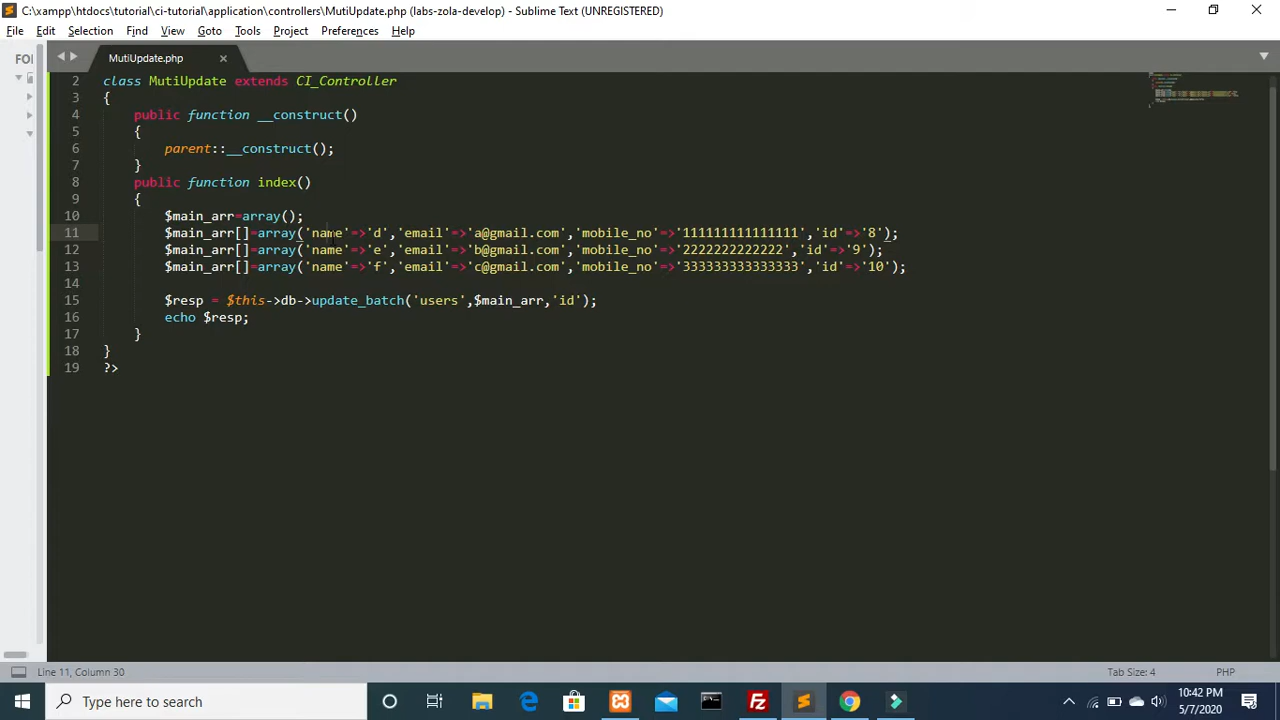 C:\xampp\htdocs\tutorial\ci-tutorial\application\controllers\MutiUpdate.php (labs-zola-develop) - Sublime Text (UNREGISTERED)
File Edit Selection Find View Goto Tools Project Preferences Help
FOL
MutiUpdate.php
2 class MutiUpdate extends CI_Controller
3 {
4 public function __construct()
5 {
6 parent::__construct();
7 }
8 public function index()
9 {
10 $main_arr=array();
11 $main_arr[]=array('name'=>'d','email'=>'a@gmail.com','mobile_no'=>'111111111111111','id'=>'8');
12 $main_arr[]=array('name'=>'e','email'=>'b@gmail.com','mobile_no'=>'2222222222222','id'=>'9');
13 $main_arr[]=array('name'=>'f','email'=>'c@gmail.com','mobile_no'=>'333333333333333','id'=>'10');
14
15 $resp = $this->db->update_batch('users',$main_arr,'id');
16 echo $resp;
17 }
18 }
19 ?>
Line 11, Column 30 Tab Size: 4 PHP
Type here to search
10:42 PM
5/7/2020